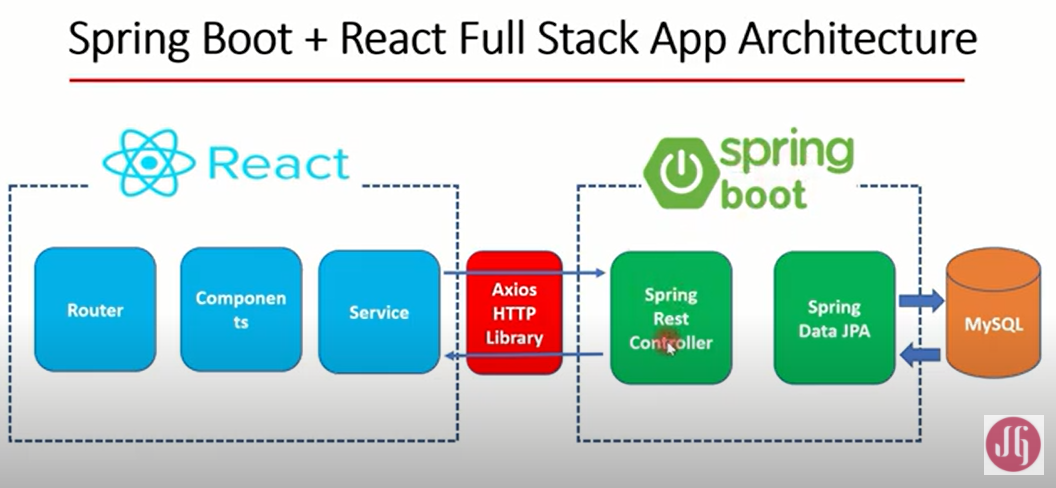 Spring Boot + React Full Stack App Architecture
React
spring
boot
Router
Componen
ts
Service
Axios
HTTP
Library
Spring
Rest
Controller
Spring
Data JPA
MySQL
JG